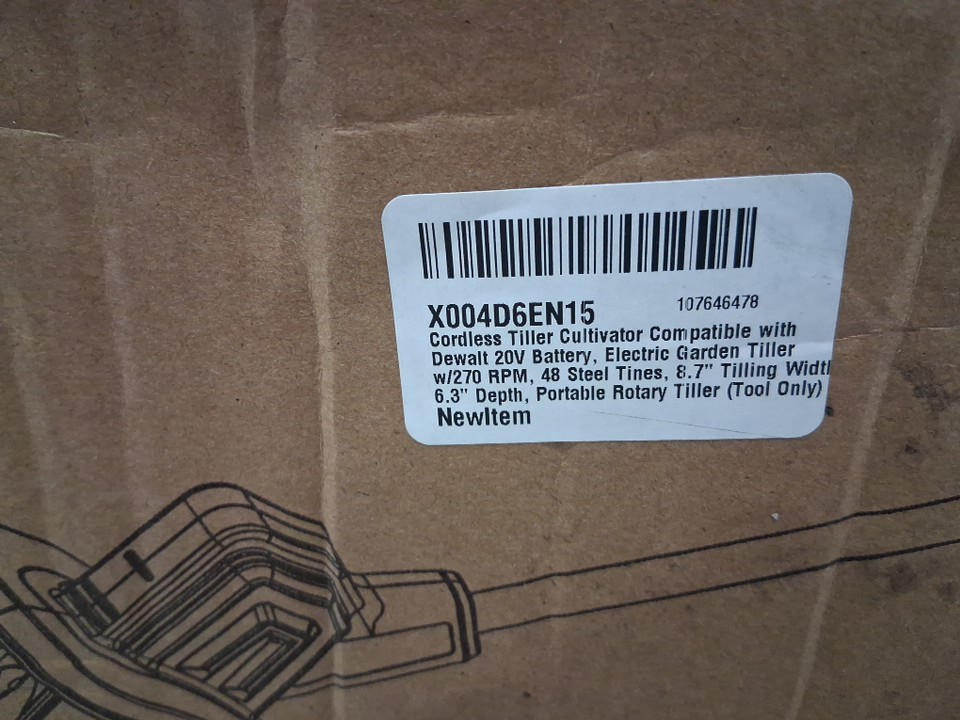 X004D6EN15 107646478
Cordless Tiller Cultivator Compatible with
Dewalt 20V Battery, Electric Garden Tiller
w/270 RPM, 48 Steel Tines, 8.7" Tilling Width
6.3" Depth, Portable Rotary Tiller (Tool Only)
NewItem